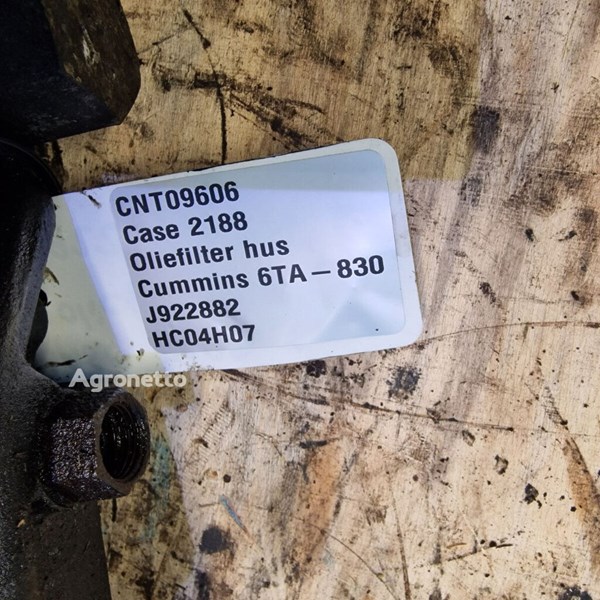 CNT09606
Case 2188
Oliefilter hus
Cummins 6TA-830
J922882
HC04H07
Agronetto